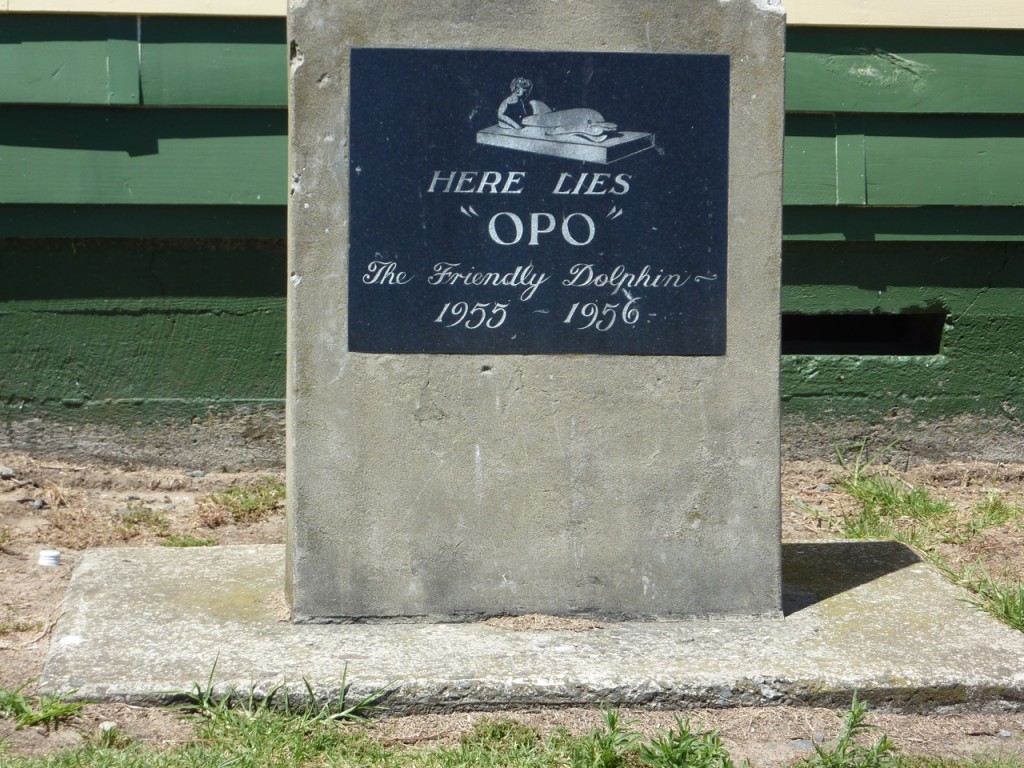 HERE LIES
"OPO"
The Friendly Dolphin ~
1955 ~ 1956